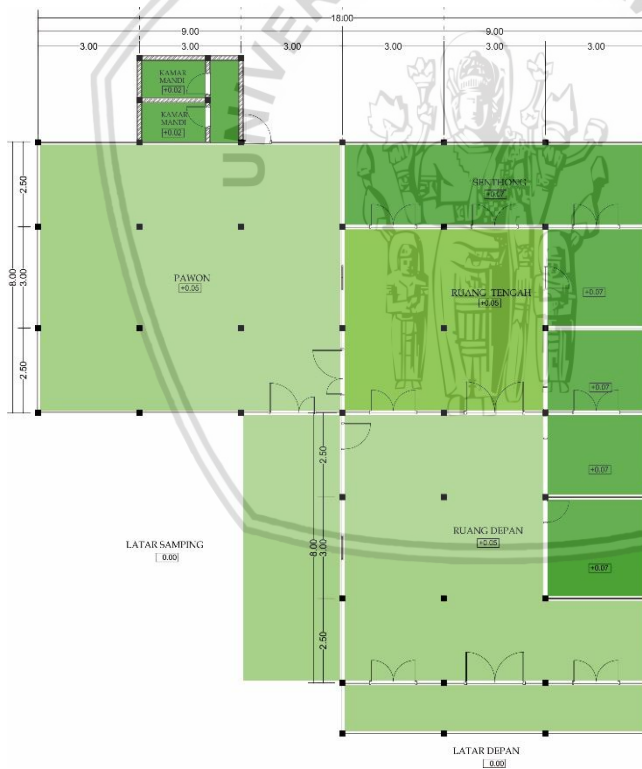 18.00
9.00
9.00
3.00
3.00
3.00
3.00
3.00
3.00
UNIVER
KAMAR
MANDI
+0.02
KAMAR
MANDI
+0.02
2.50
8.00
3.00
2.50
SENTHONG
+0.07
PAWON
+0.05
RUANG TENGAH
+0.05
+0.07
+0.07
2.50
8.00
3.00
2.50
+0.07
RUANG DEPAN
+0.05
+0.07
LATAR SAMPING
0.00
LATAR DEPAN
0.00